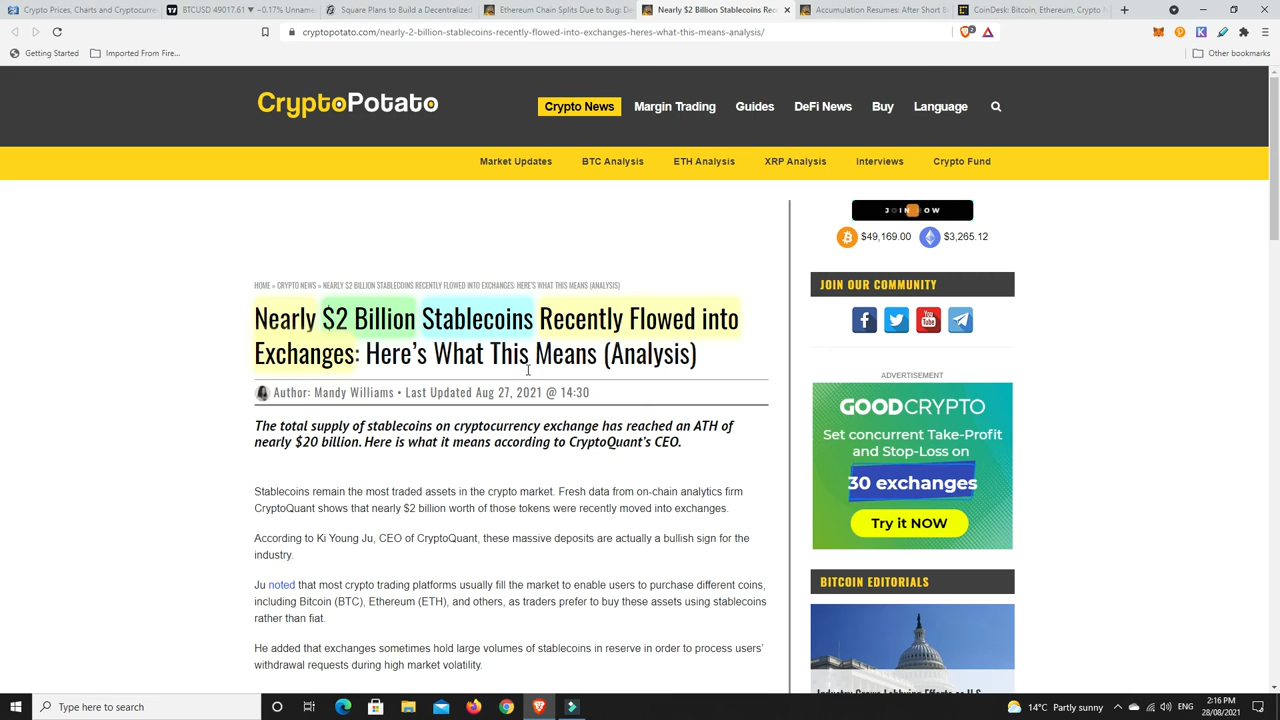 Crypto Prices, Charts and Cryptocurr
BTCUSD 49017.61 ▼ −0.17% Unname
Square Plans to Build a Decentralized
Ethereum Chain Splits Due to Bug: De
Nearly $2 Billion Stablecoins Rec
Accumulation Resumes: After Short B
CoinDesk: Bitcoin, Ethereum, Crypto
cryptopotato.com/nearly-2-billion-stablecoins-recently-flowed-into-exchanges-heres-what-this-means-analysis/
Getting Started
Imported From Fire...
Other bookmarks
CryptoPotato
Crypto News
Margin Trading
Guides
DeFi News
Buy
Language
Market Updates
BTC Analysis
ETH Analysis
XRP Analysis
Interviews
Crypto Fund
HOME » CRYPTO NEWS » NEARLY $2 BILLION STABLECOINS RECENTLY FLOWED INTO EXCHANGES: HERE'S WHAT THIS MEANS (ANALYSIS)
Nearly $2 Billion Stablecoins Recently Flowed into
Exchanges: Here's What This Means (Analysis)
Author: Mandy Williams • Last Updated Aug 27, 2021 @ 14:30
The total supply of stablecoins on cryptocurrency exchange has reached an ATH of
nearly $20 billion. Here is what it means according to CryptoQuant's CEO.
Stablecoins remain the most traded assets in the crypto market. Fresh data from on-chain analytics firm
CryptoQuant shows that nearly $2 billion worth of those tokens were recently moved into exchanges.
According to Ki Young Ju, CEO of CryptoQuant, these massive deposits are actually a bullish sign for the
industry.
Ju noted that most crypto trading platforms usually fill the market to enable users to purchase different coins,
including Bitcoin (BTC), Ethereum (ETH), and others, as traders prefer to buy these assets using stablecoins
rather than fiat.
He added that exchanges sometimes hold large volumes of stablecoins in reserve in order to process users'
withdrawal requests during high market volatility.
$49,169.00
$3,265.12
JOIN OUR COMMUNITY
ADVERTISEMENT
GOODCRYPTO
Set concurrent Take-Profit
and Stop-Loss on
30 exchanges
Try it NOW
BITCOIN EDITORIALS
Type here to search
14°C Partly sunny
ENG
2:16 PM
28/08/2021